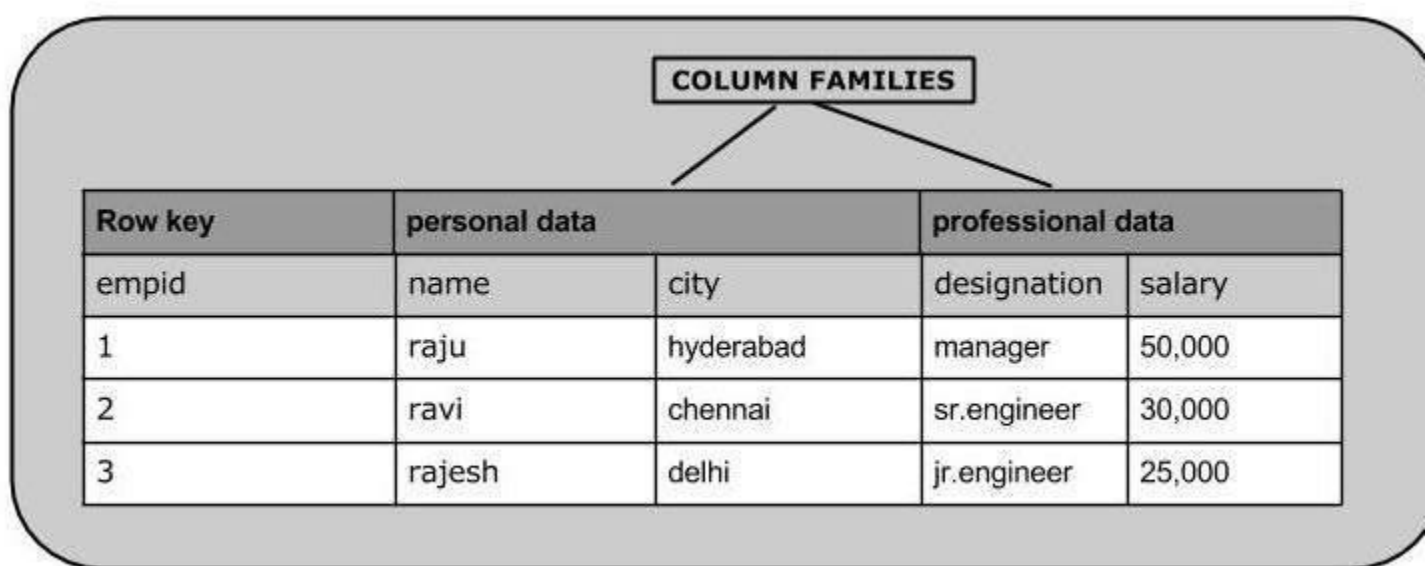 COLUMN FAMILIES
Row key personal data professional data
empid name city designation salary
1 raju hyderabad manager 50,000
2 ravi chennai sr.engineer 30,000
3 rajesh delhi jr.engineer 25,000